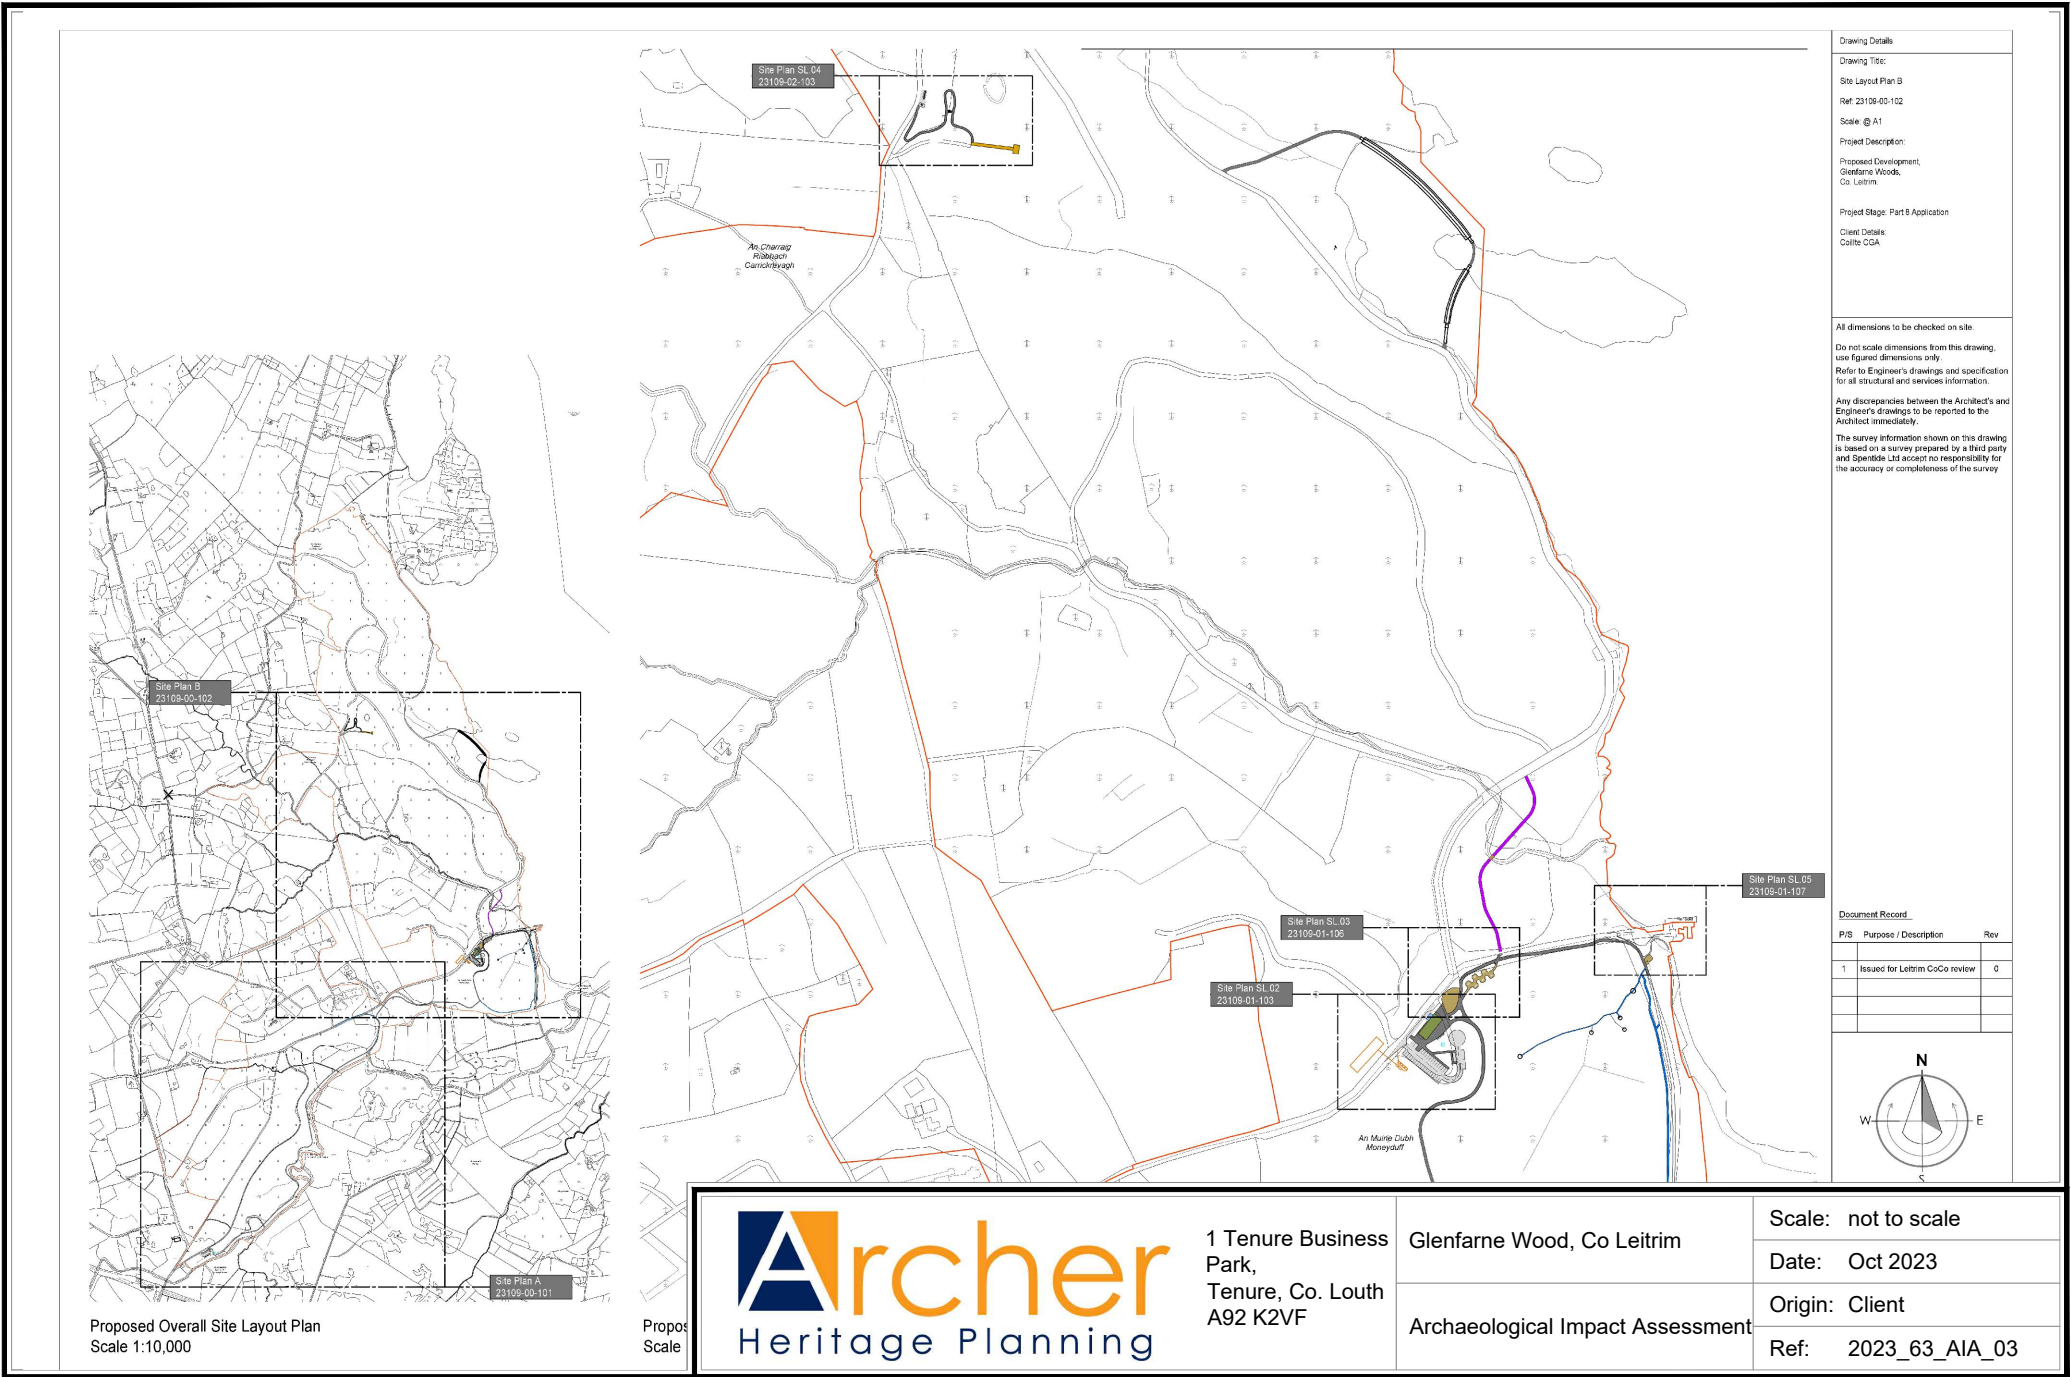 Site Plan SL.04
23109-02-103
An Charraig
Riabhach
Carrickrevagh
Site Plan B
23109-00-102
Site Plan SL.05
23109-01-107
Site Plan SL.03
23109-01-106
Site Plan SL.02
23109-01-103
An Muine Dubh
Moneyduff
Site Plan A
23109-00-101
Proposed Overall Site Layout Plan
Scale 1:10,000
Propos
Scale
Drawing Details
Drawing Title:
Site Layout Plan B
Ref: 23109-00-102
Scale: @ A1
Project Description:
Proposed Development,
Glenfarne Woods,
Co. Leitrim
Project Stage: Part 8 Application
Client Details:
Coillte CGA
All dimensions to be checked on site.
Do not scale dimensions from this drawing,
use figured dimensions only.
Refer to Engineer's drawings and specification
for all structural and services information.
Any discrepancies between the Architect's and
Engineer's drawings to be reported to the
Architect immediately.
The survey information shown on this drawing
is based on a survey prepared by a third party
and Spentide Ltd accept no responsibility for
the accuracy or completeness of the survey
Document Record
P/S Purpose / Description Rev
1 Issued for Leitrim CoCo review 0
N
W E
S
Archer
Heritage Planning
1 Tenure Business
Park,
Tenure, Co. Louth
A92 K2VF
Glenfarne Wood, Co Leitrim
Archaeological Impact Assessment
Scale: not to scale
Date: Oct 2023
Origin: Client
Ref: 2023_63_AIA_03